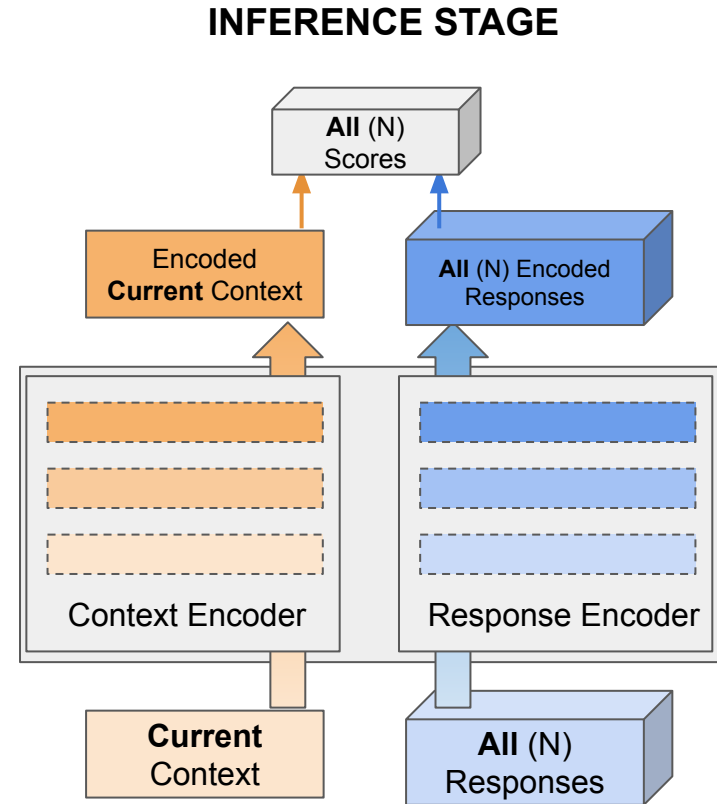 INFERENCE STAGE
All (N)
Scores
Encoded
Current Context
All (N) Encoded
Responses
Context Encoder
Response Encoder
Current
Context
All (N)
Responses